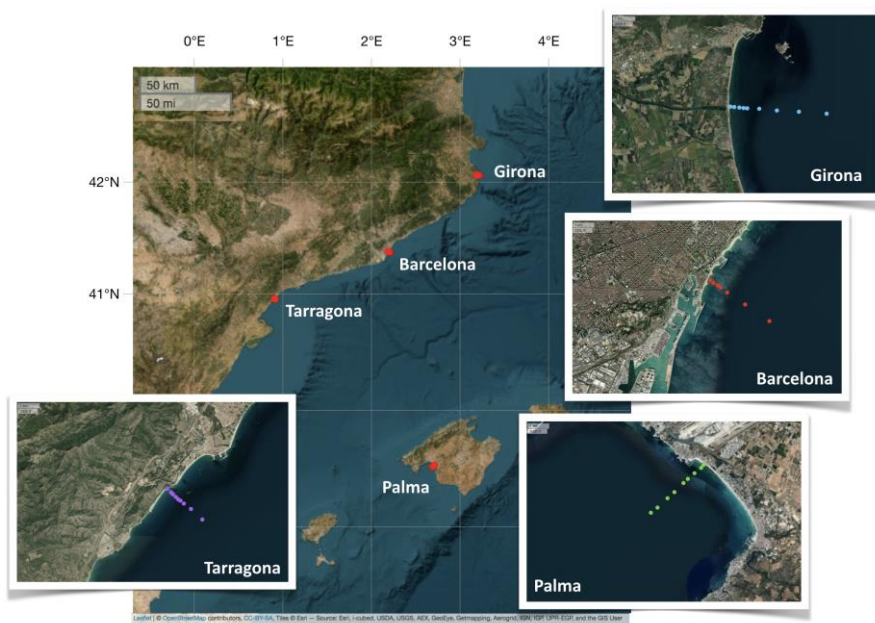 0°E
1°E
2°E
3°E
4°E
50 km
50 mi
42°N
41°N
Girona
Barcelona
Tarragona
Palma
Girona
Barcelona
Tarragona
Palma
Leaflet | © OpenStreetMap contributors, CC-BY-SA, Tiles © Esri — Source: Esri, i-cubed, USDA, USGS, AEX, GeoEye, Getmapping, Aerogrid, IGN, IGP, UPR-EGP, and the GIS User